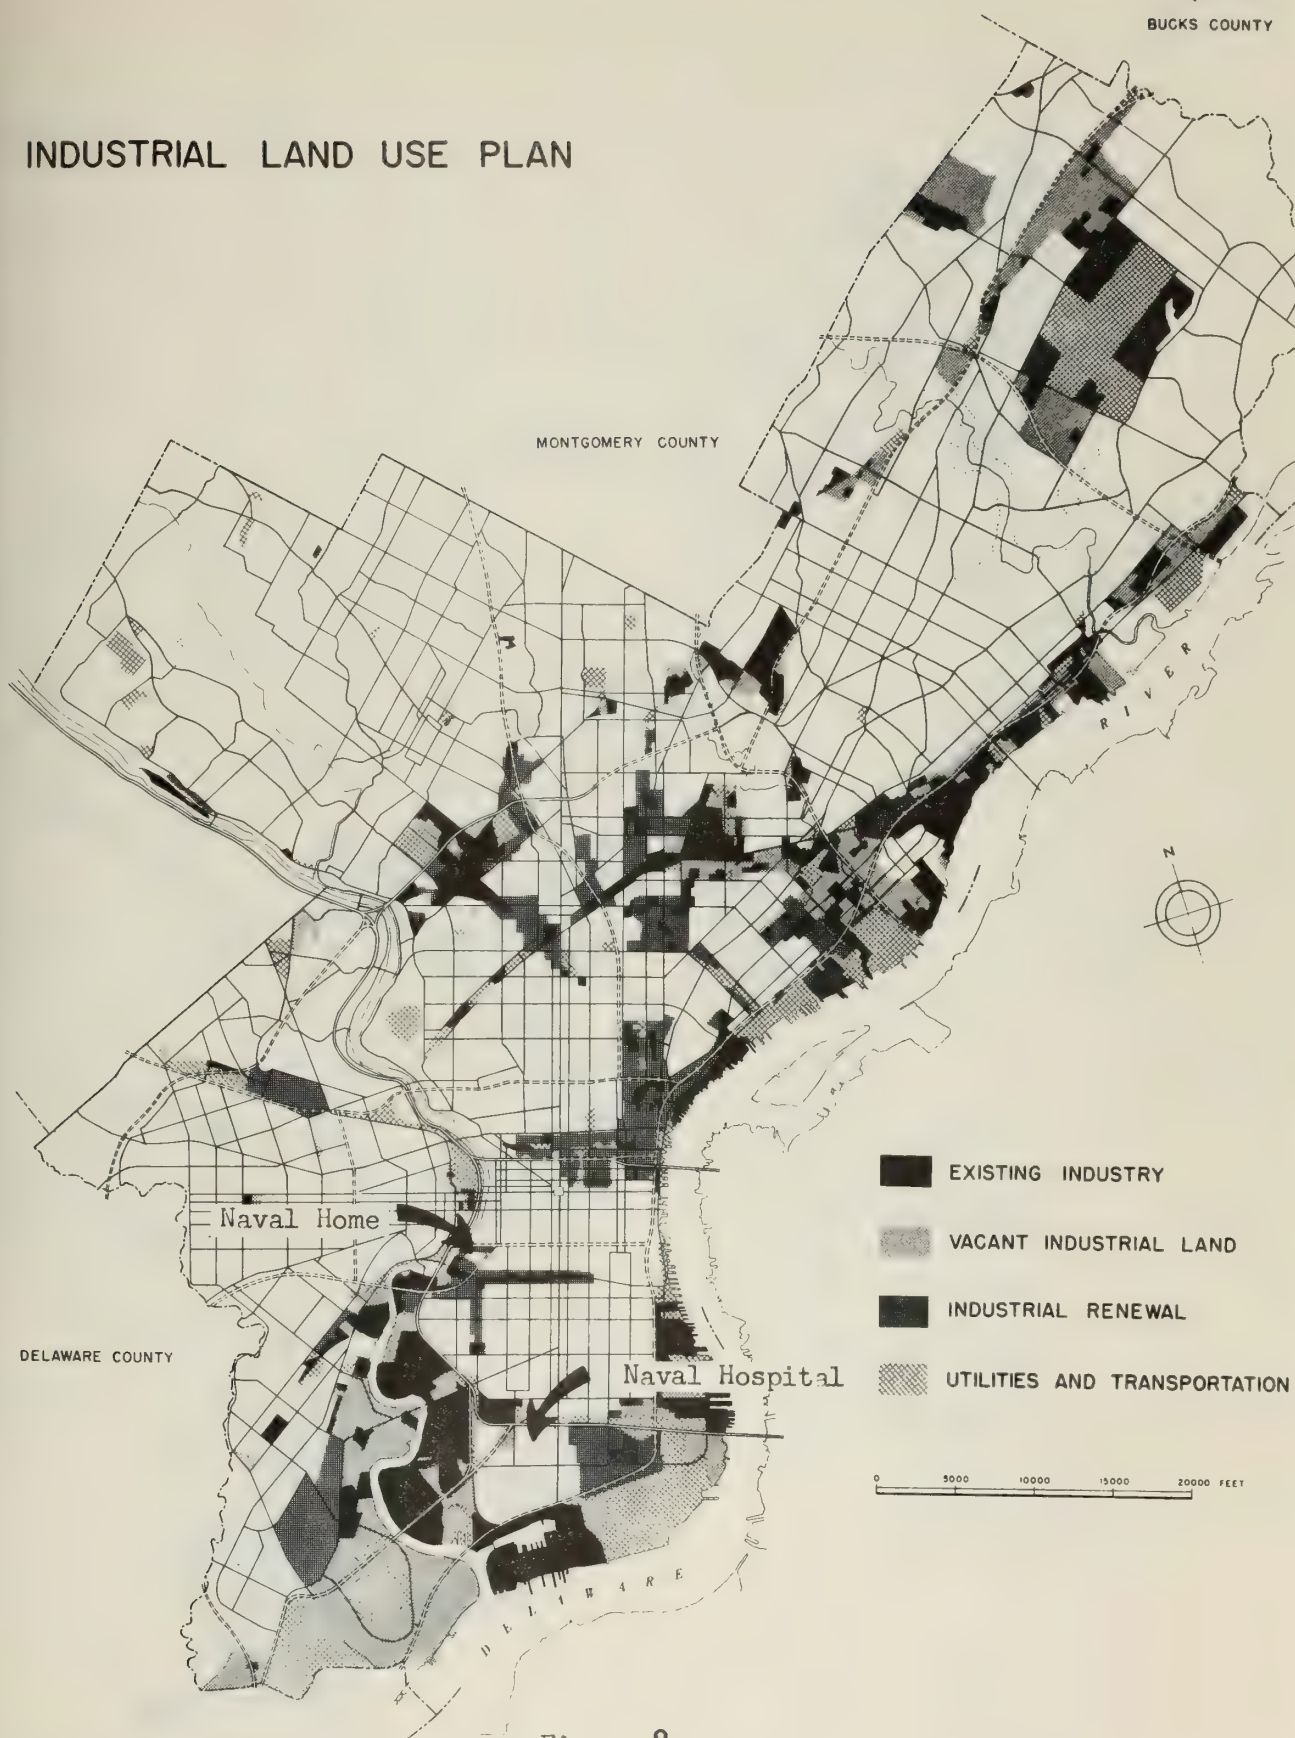 BUCKS COUNTY
INDUSTRIAL LAND USE PLAN
MONTGOMERY COUNTY
RIVER
N
EXISTING INDUSTRY
Naval Home
VACANT INDUSTRIAL LAND
INDUSTRIAL RENEWAL
DELAWARE COUNTY
Naval Hospital
UTILITIES AND TRANSPORTATION
0 5000 10000 15000 20000 FEET
DELAWARE
8